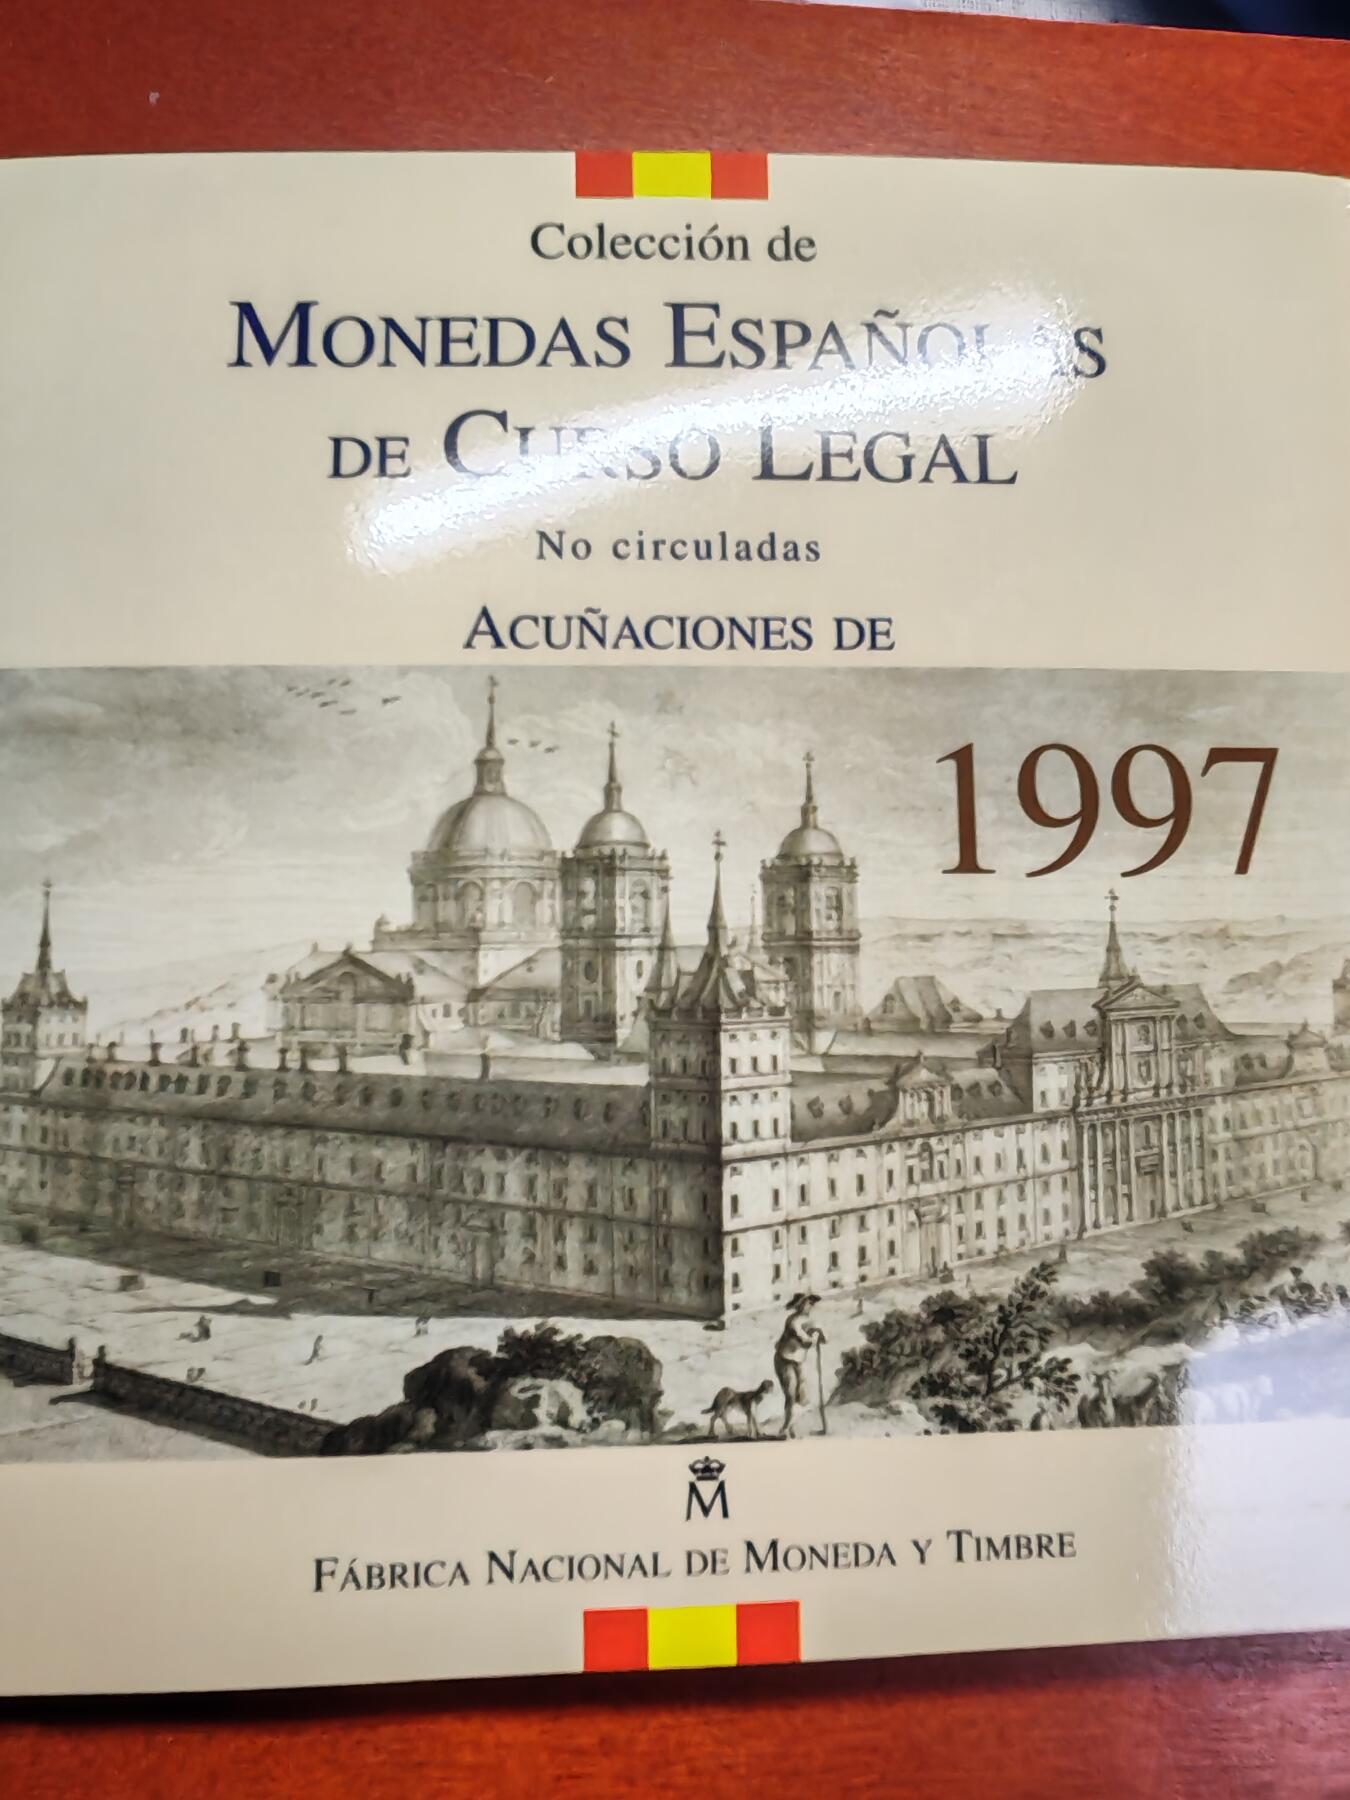 Colección de
MONEDAS ESPAÑOLAS
DE CURSO LEGAL
No circuladas
ACUÑACIONES DE
1997
M
FÁBRICA NACIONAL DE MONEDA Y TIMBRE